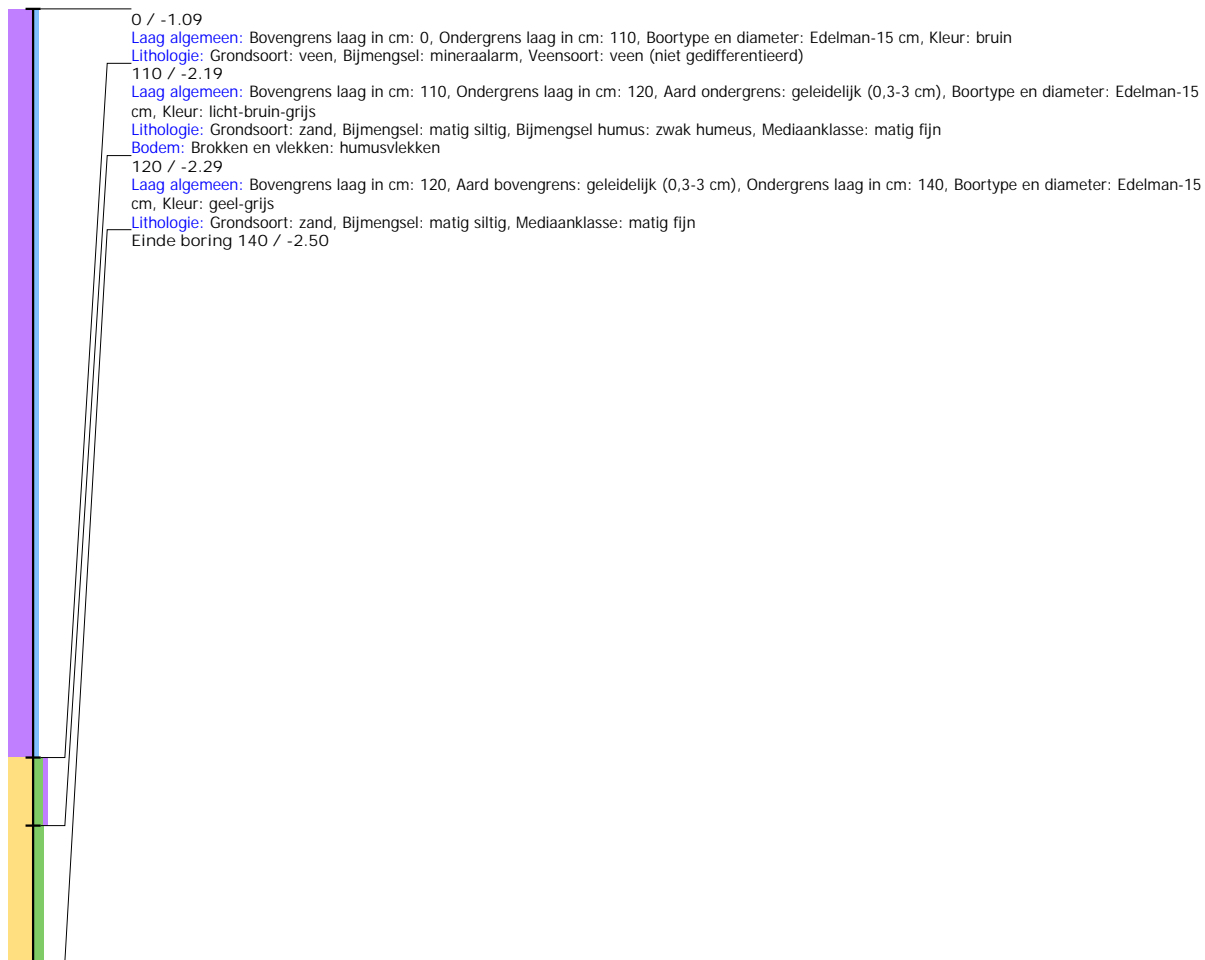 0 / -1.09
Laag algemeen: Bovengrens laag in cm: 0, Ondergrens laag in cm: 110, Boortype en diameter: Edelman-15 cm, Kleur: bruin
Lithologie: Grondsoort: veen, Bijmengsel: mineraalarm, Veensoort: veen (niet gedifferentieerd)
110 / -2.19
Laag algemeen: Bovengrens laag in cm: 110, Ondergrens laag in cm: 120, Aard ondergrens: geleidelijk (0,3-3 cm), Boortype en diameter: Edelman-15
cm, Kleur: licht-bruin-grijs
Lithologie: Grondsoort: zand, Bijmengsel: matig siltig, Bijmengsel humus: zwak humeus, Mediaanklasse: matig fijn
Bodem: Brokken en vlekken: humusvlekken
120 / -2.29
Laag algemeen: Bovengrens laag in cm: 120, Aard bovengrens: geleidelijk (0,3-3 cm), Ondergrens laag in cm: 140, Boortype en diameter: Edelman-15
cm, Kleur: geel-grijs
Lithologie: Grondsoort: zand, Bijmengsel: matig siltig, Mediaanklasse: matig fijn
Einde boring 140 / -2.50